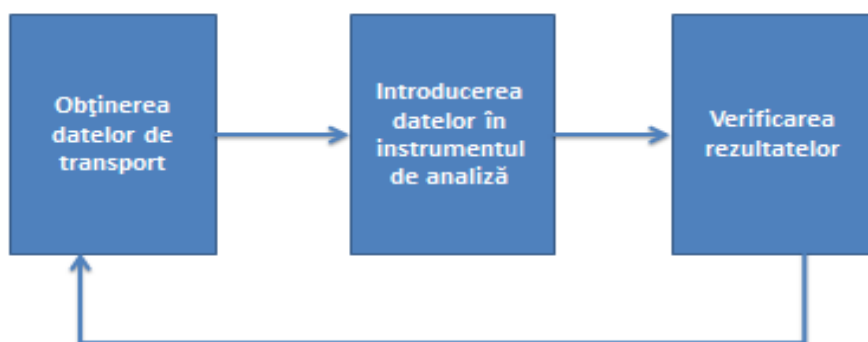 Obţinerea
datelor de
transport
Introducerea
datelor în
instrumentul
de analiză
Verificarea
rezultatelor